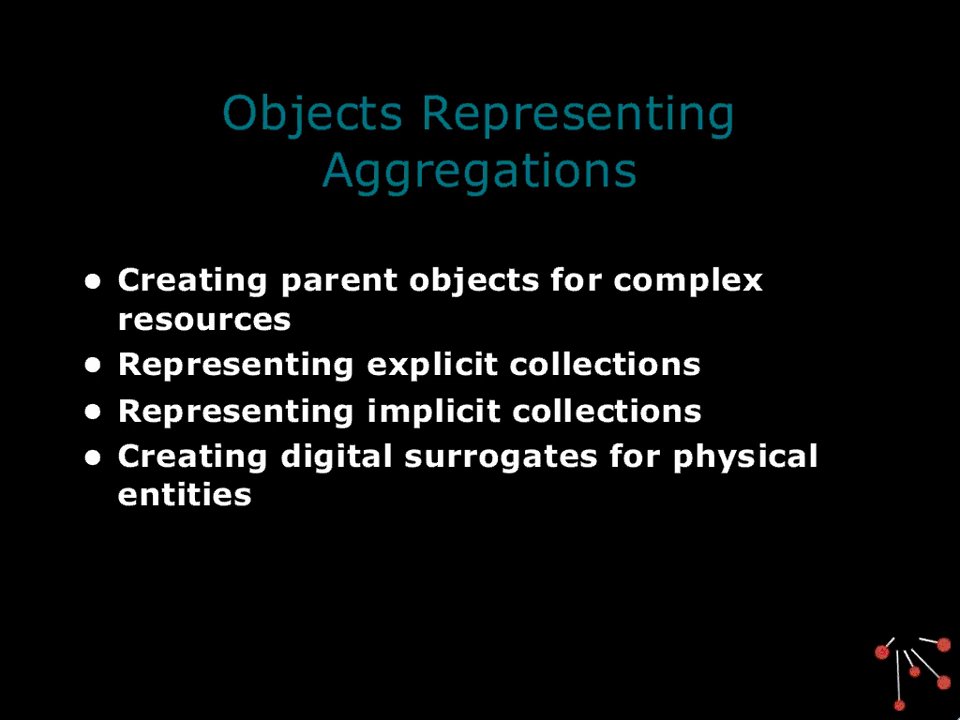 Objects Representing
Aggregations
• Creating parent objects for complex
resources
• Representing explicit collections
• Representing implicit collections
• Creating digital surrogates for physical
entities